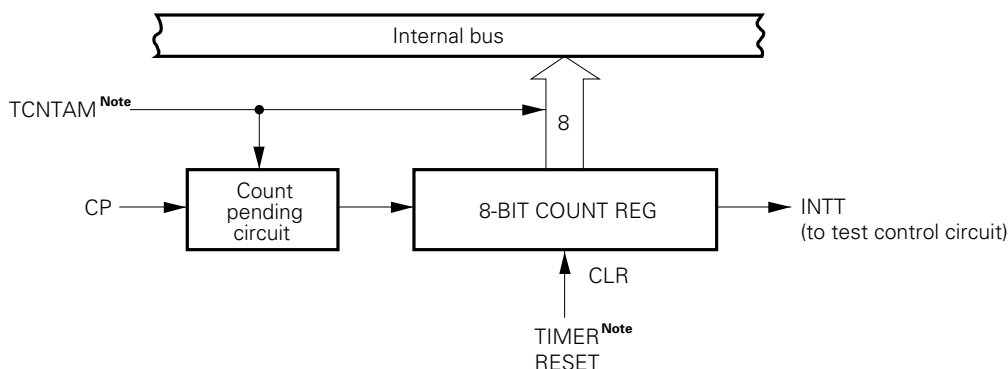 Internal bus
TCNTAM Note
8
CP
Count
pending
circuit
8-BIT COUNT REG
INTT
(to test control circuit)
CLR
TIMER Note
RESET